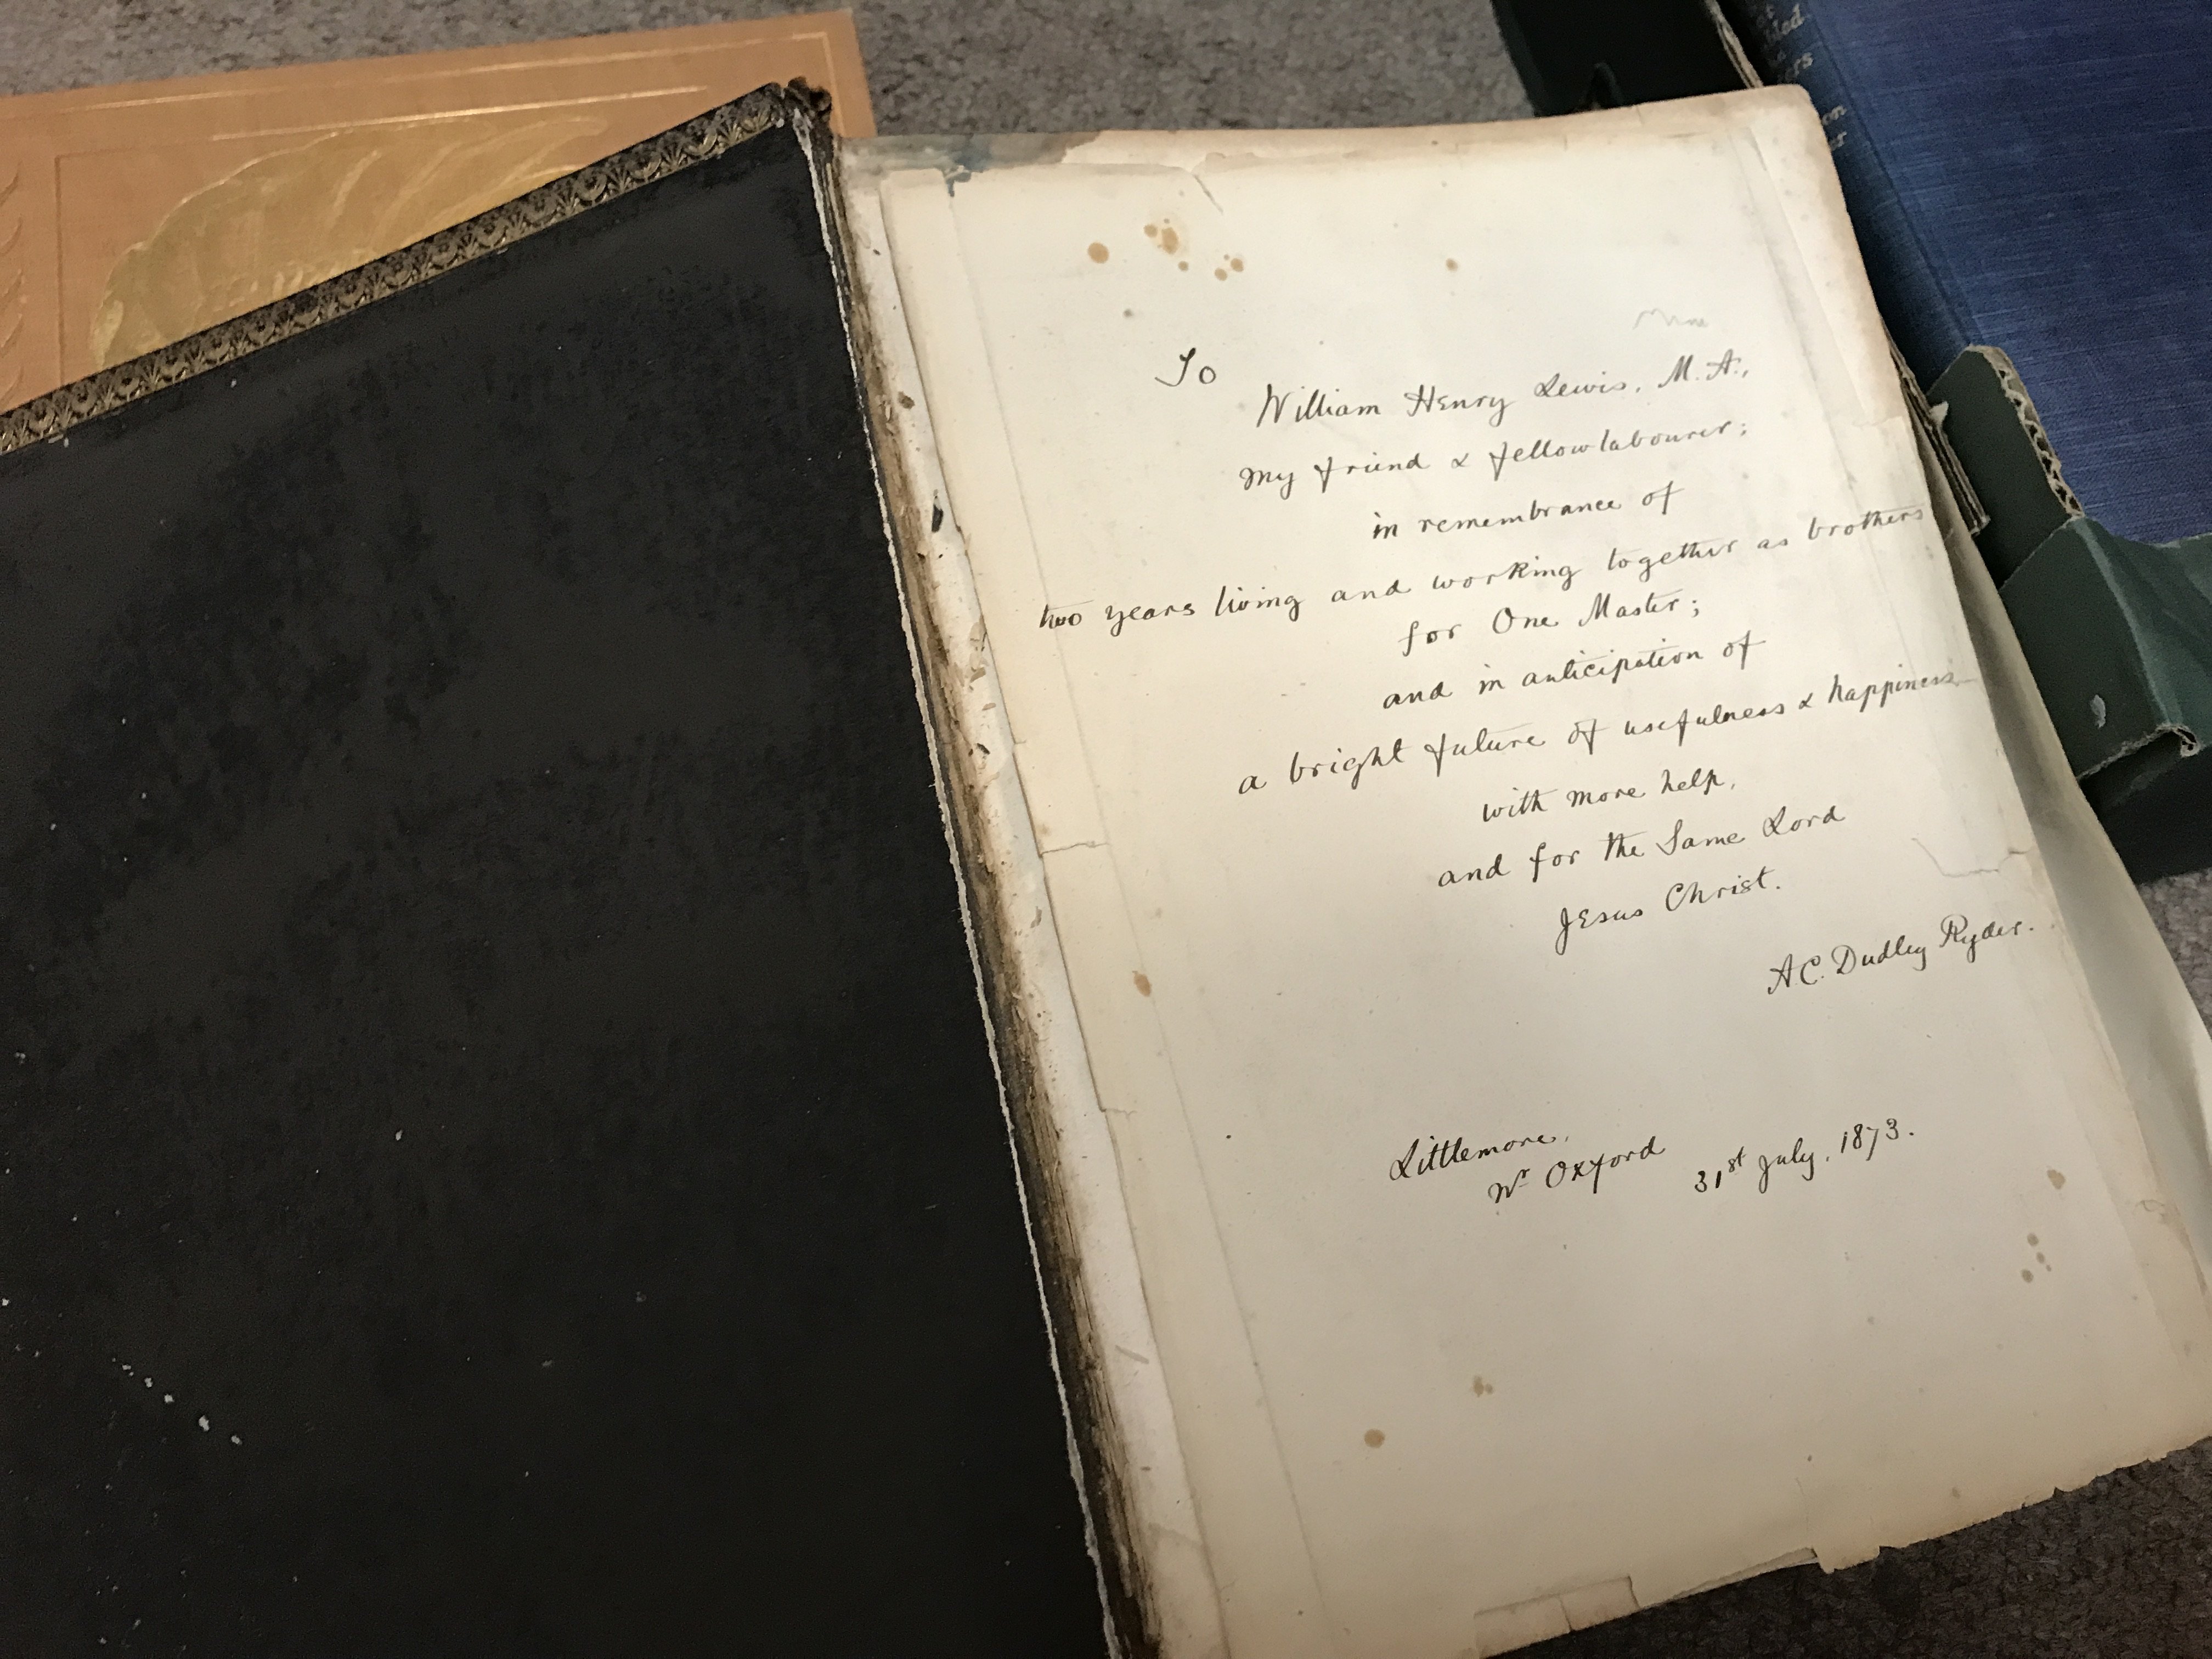 To
William Henry Lewis, M.A.,
my friend & fellowlabourer;
in remembrance of
two years living and working together as brothers
for One Master;
and in anticipation of
a bright future of usefulness & happiness
with more help,
and for the Same Lord
Jesus Christ.
A.C. Dudley Ryder.
Littlemore,
Nr Oxford 31st July, 1873.